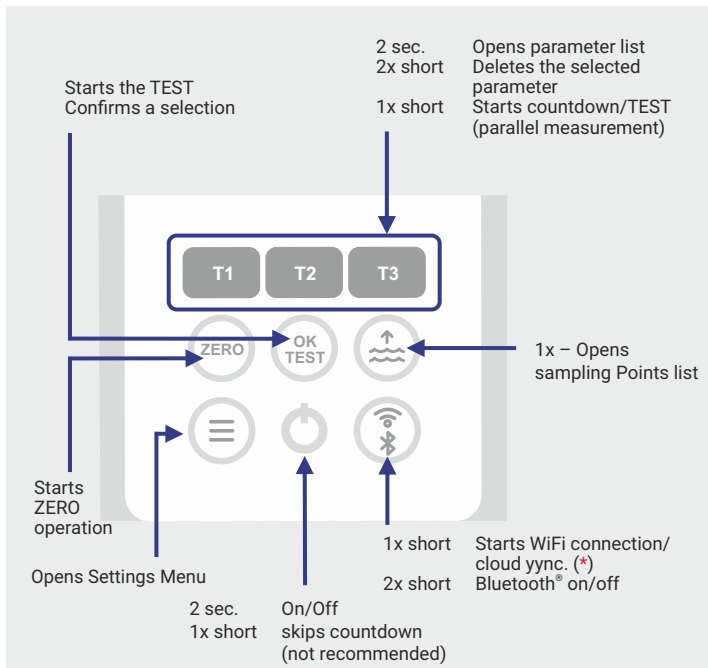 2 sec. Opens parameter list
2x short Deletes the selected
parameter
1x short Starts countdown/TEST
(parallel measurement)
Starts the TEST
Confirms a selection
T1 T2 T3
ZERO
OK
TEST
1x – Opens
sampling Points list
Starts
ZERO
operation
Opens Settings Menu
1x short Starts WiFi connection/
cloud yync. (*)
2x short Bluetooth® on/off
2 sec. On/Off
1x short skips countdown
(not recommended)